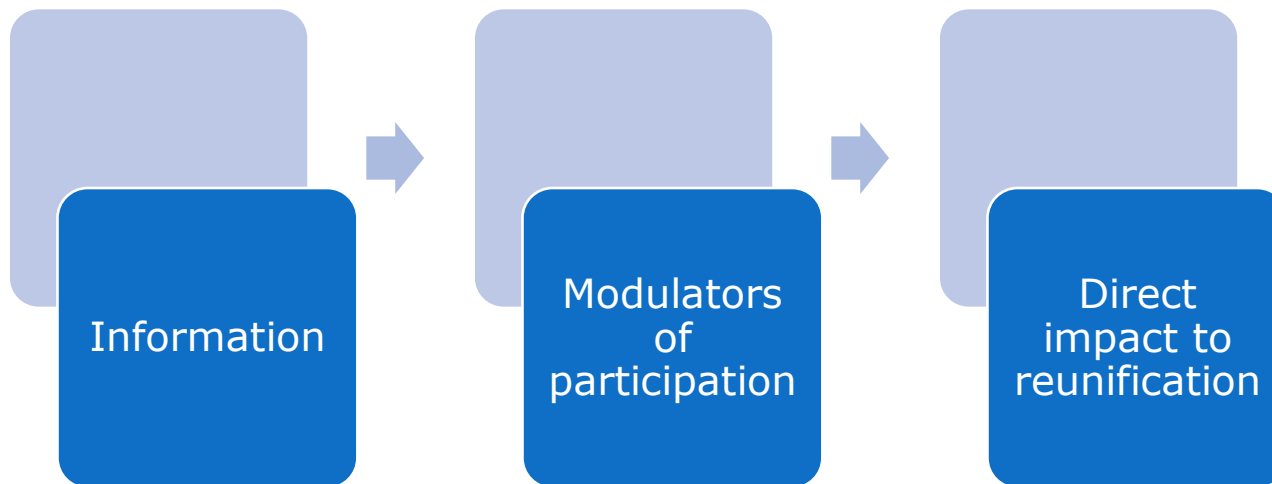 Information
Modulators
of
participation
Direct
impact to
reunification